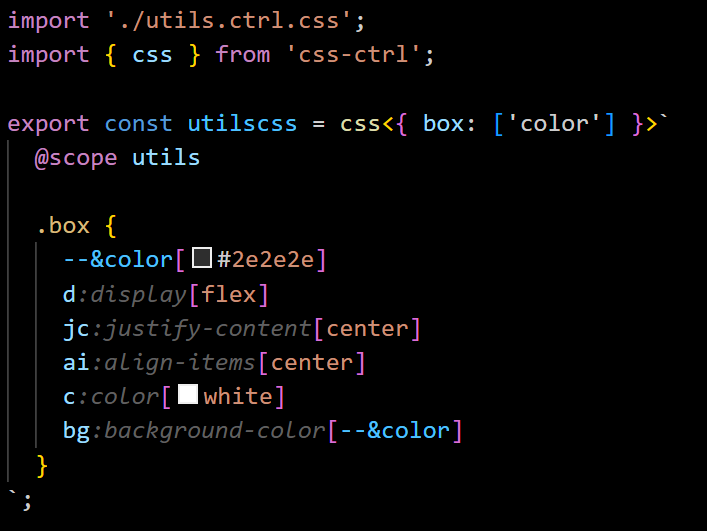 import './utils.ctrl.css';
import { css } from 'css-ctrl';
export const utilscss = css<{ box: ['color'] }>`
@scope utils
.box {
--&color[#2e2e2e]
d:display[flex]
jc:justify-content[center]
ai:align-items[center]
c:color[white]
bg:background-color[--&color]
}
`;